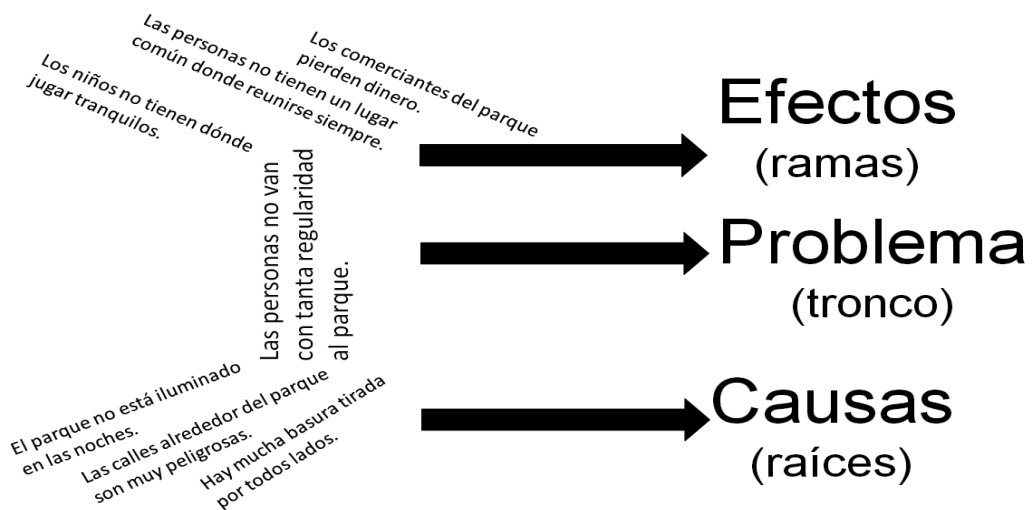 Los niños no tienen dónde
jugar tranquilos.
Las personas no tienen un lugar
común donde reunirse siempre.
Los comerciantes del parque
pierden dinero.
Efectos
(ramas)
Las personas no van
con tanta regularidad
al parque.
Problema
(tronco)
El parque no está iluminado
en las noches.
Las calles alrededor del parque
son muy peligrosas.
Hay mucha basura tirada
por todos lados.
Causas
(raíces)